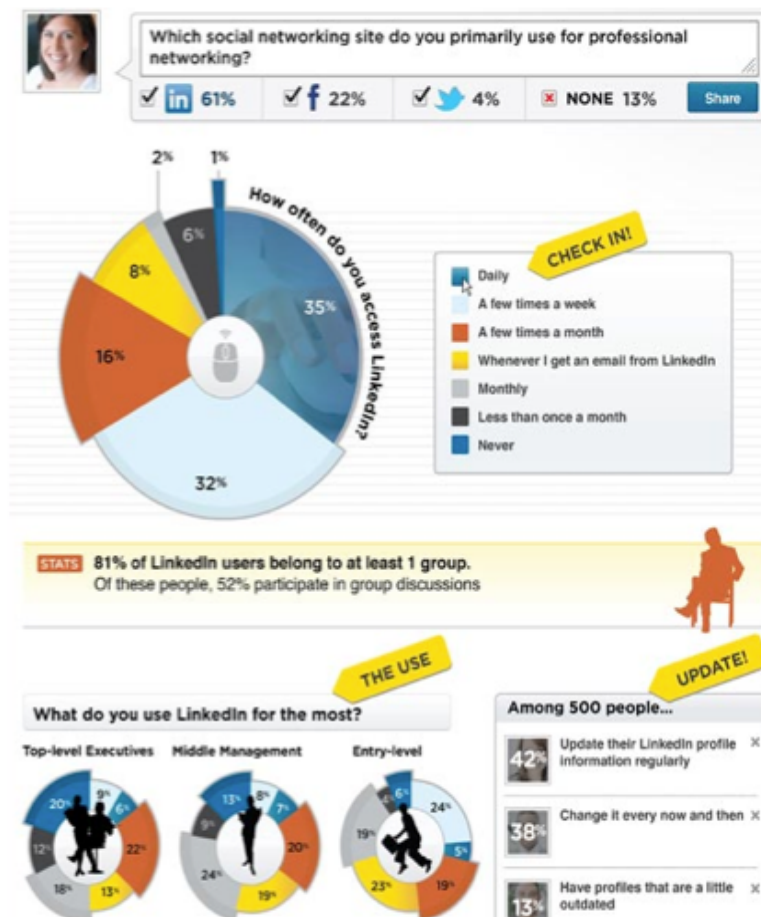 Which social networking site do you primarily use for professional
networking?
in 61%
f 22%
4%
NONE 13%
Share
2%
1%
6%
8%
16%
32%
35%
How often do you access LinkedIn?
CHECK IN!
Daily
A few times a week
A few times a month
Whenever I get an email from LinkedIn
Monthly
Less than once a month
Never
STATS 81% of LinkedIn users belong to at least 1 group.
Of these people, 52% participate in group discussions
THE USE
What do you use LinkedIn for the most?
Top-level Executives
20%
9%
6%
22%
13%
18%
12%
Middle Management
13%
8%
7%
20%
19%
24%
9%
Entry-level
6%
24%
5%
19%
23%
19%
4%
UPDATE!
Among 500 people...
42%
Update their LinkedIn profile
information regularly
38%
Change it every now and then
13%
Have profiles that are a little
outdated